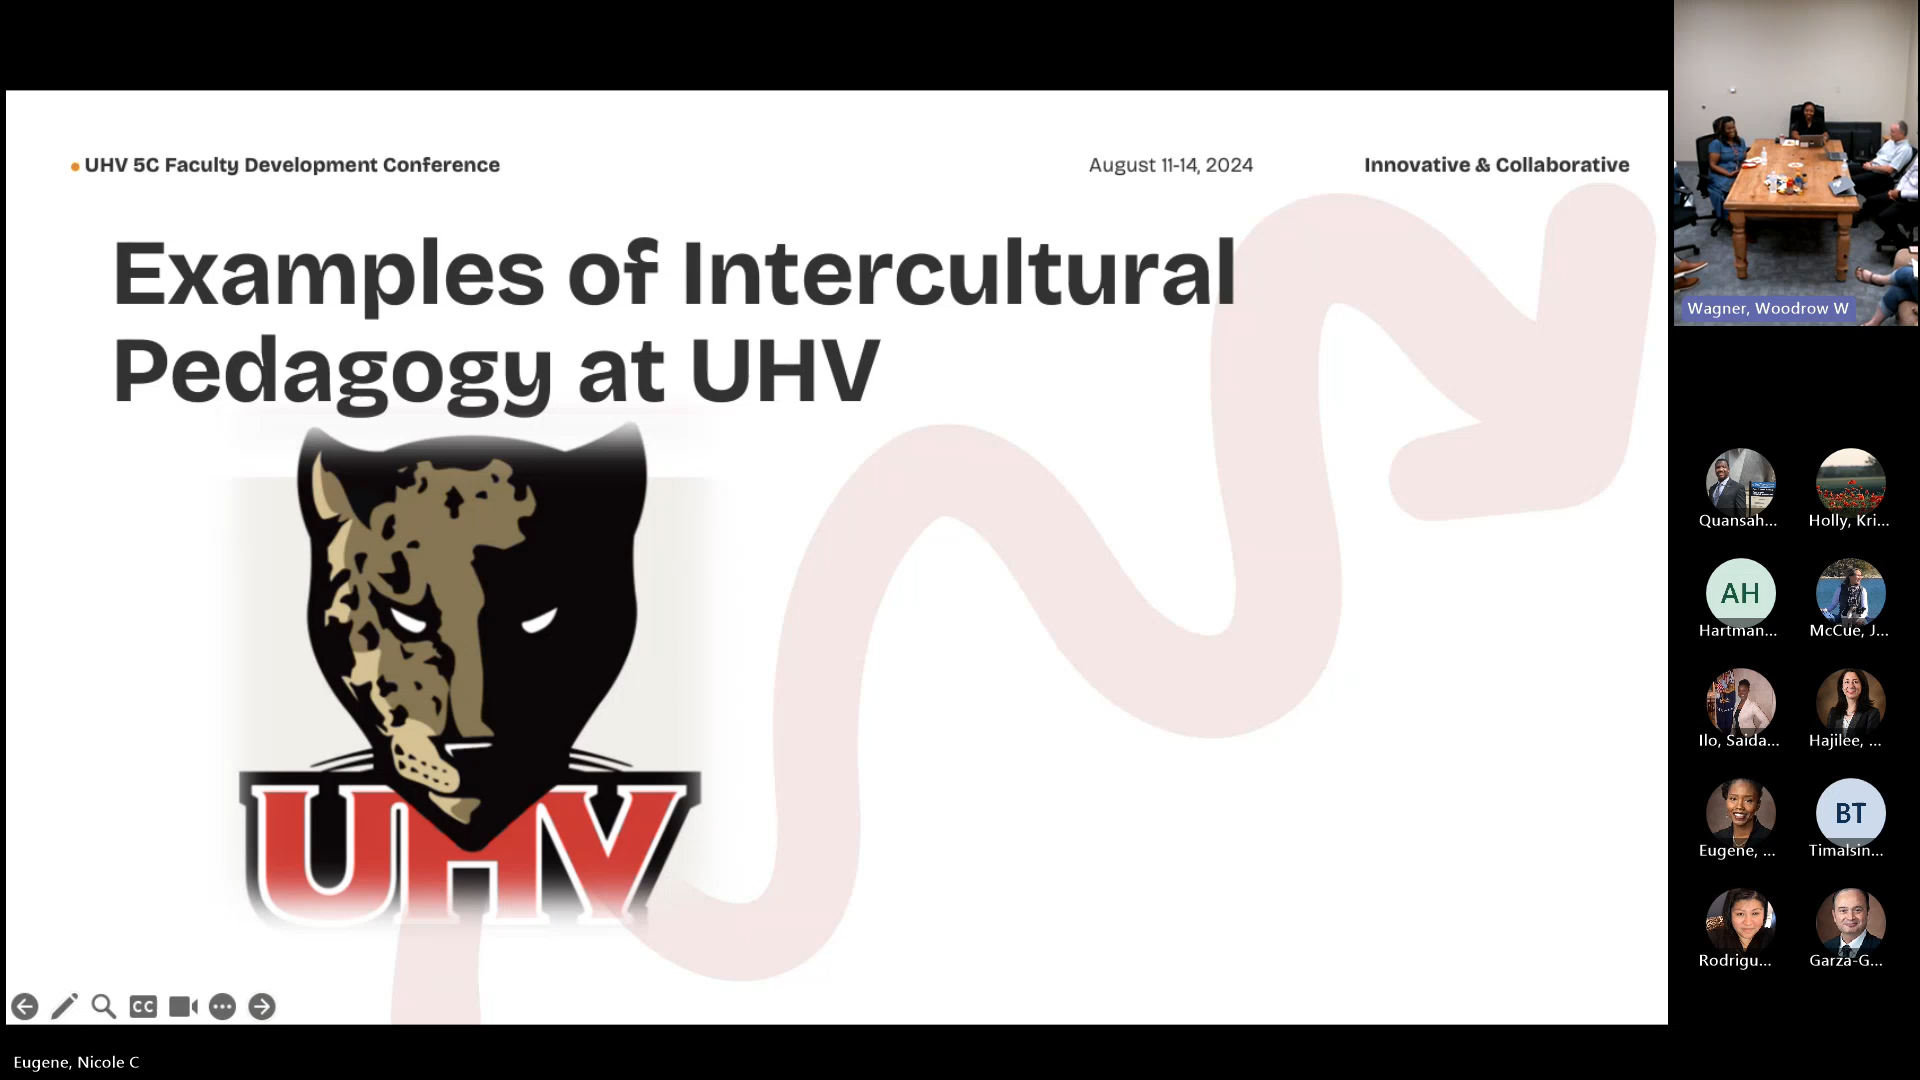 UHV 5C Faculty Development Conference
August 11-14, 2024
Innovative & Collaborative
Examples of Intercultural
Pedagogy at UHV
UHV
CC
Eugene, Nicole C
Wagner, Woodrow W
Quansah...
Holly, Kri...
AH
Hartman...
McCue, J...
Ilo, Saida...
Hajilee, ...
Eugene, ...
BT
Timalsin...
Rodrigu...
Garza-G...